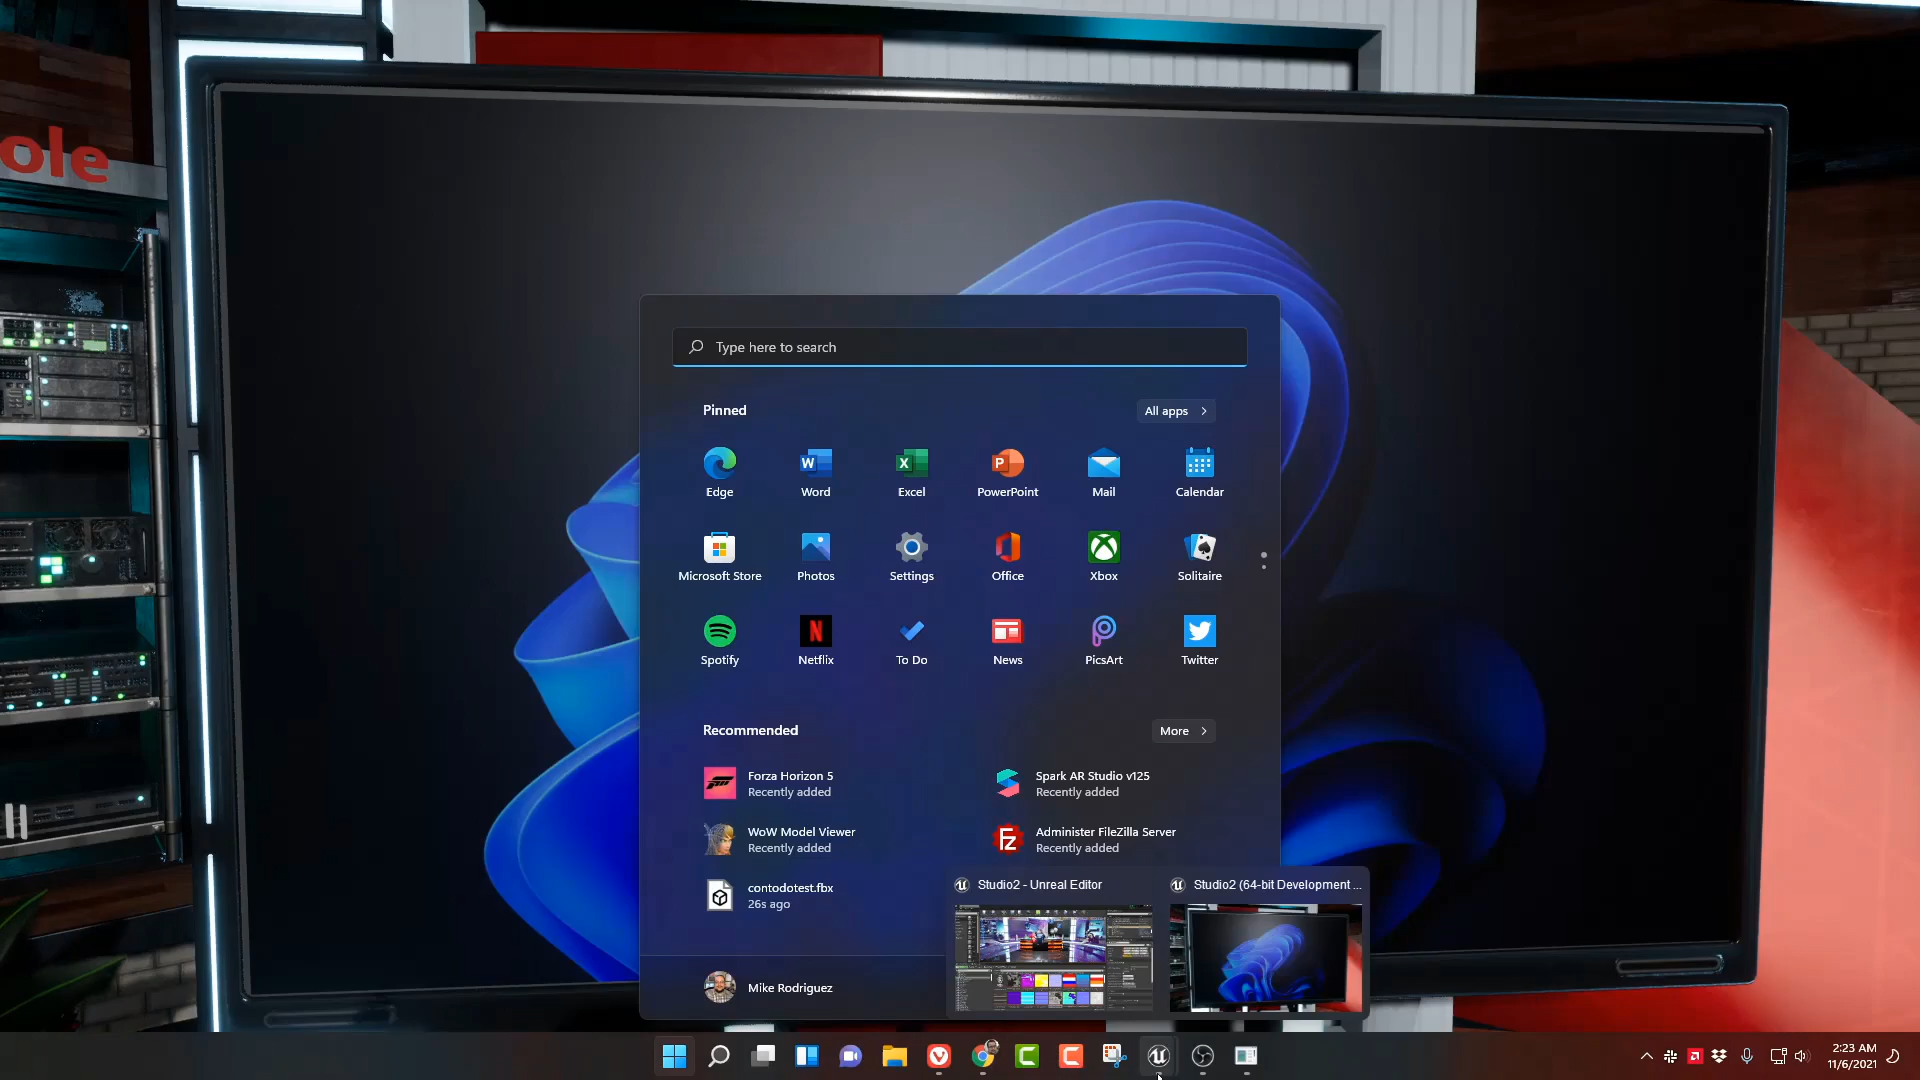 ole
Type here to search
Pinned
All apps
Edge
Word
Excel
PowerPoint
Mail
Calendar
Microsoft Store
Photos
Settings
Office
Xbox
Solitaire
Spotify
Netflix
To Do
News
PicsArt
Twitter
Recommended
More
Forza Horizon 5
Recently added
Spark AR Studio v125
Recently added
WoW Model Viewer
Recently added
Administer FileZilla Server
Recently added
contodotest.fbx
26s ago
Studio2 - Unreal Editor
Studio2 (64-bit Development ...
Mike Rodriguez
2:23 AM
11/6/2021